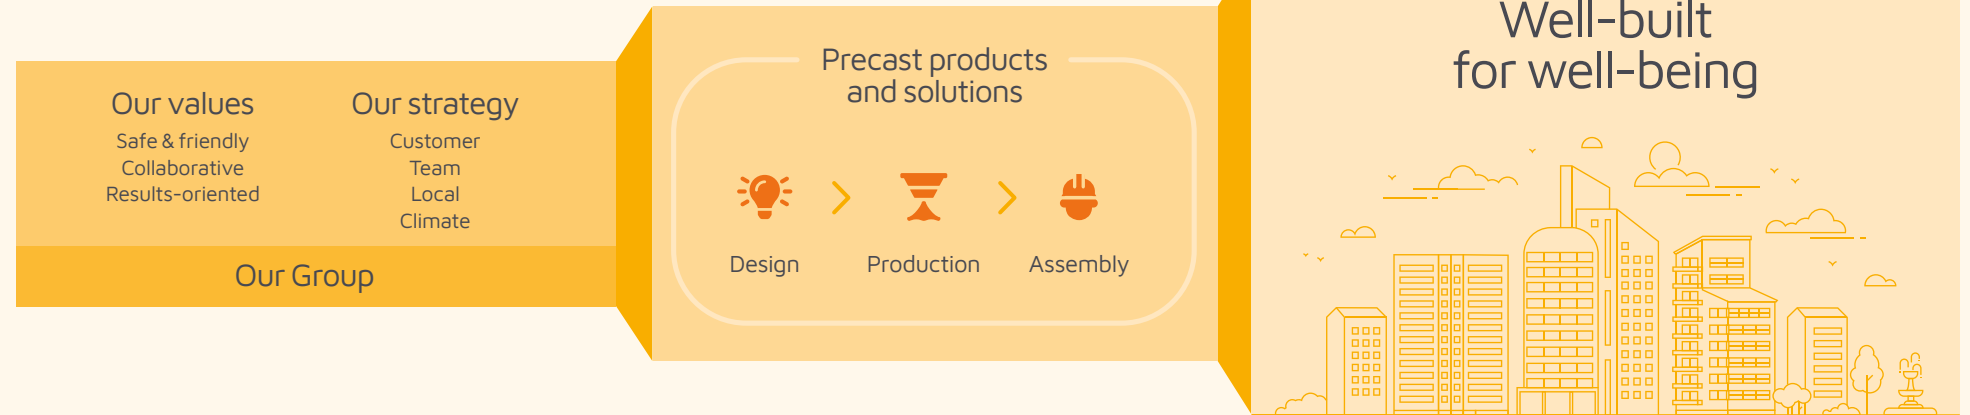 Our values
Safe & friendly
Collaborative
Results-oriented
Our strategy
Customer
Team
Local
Climate
Our Group
Precast products
and solutions
Design
Production
Assembly
Well-built
for well-being